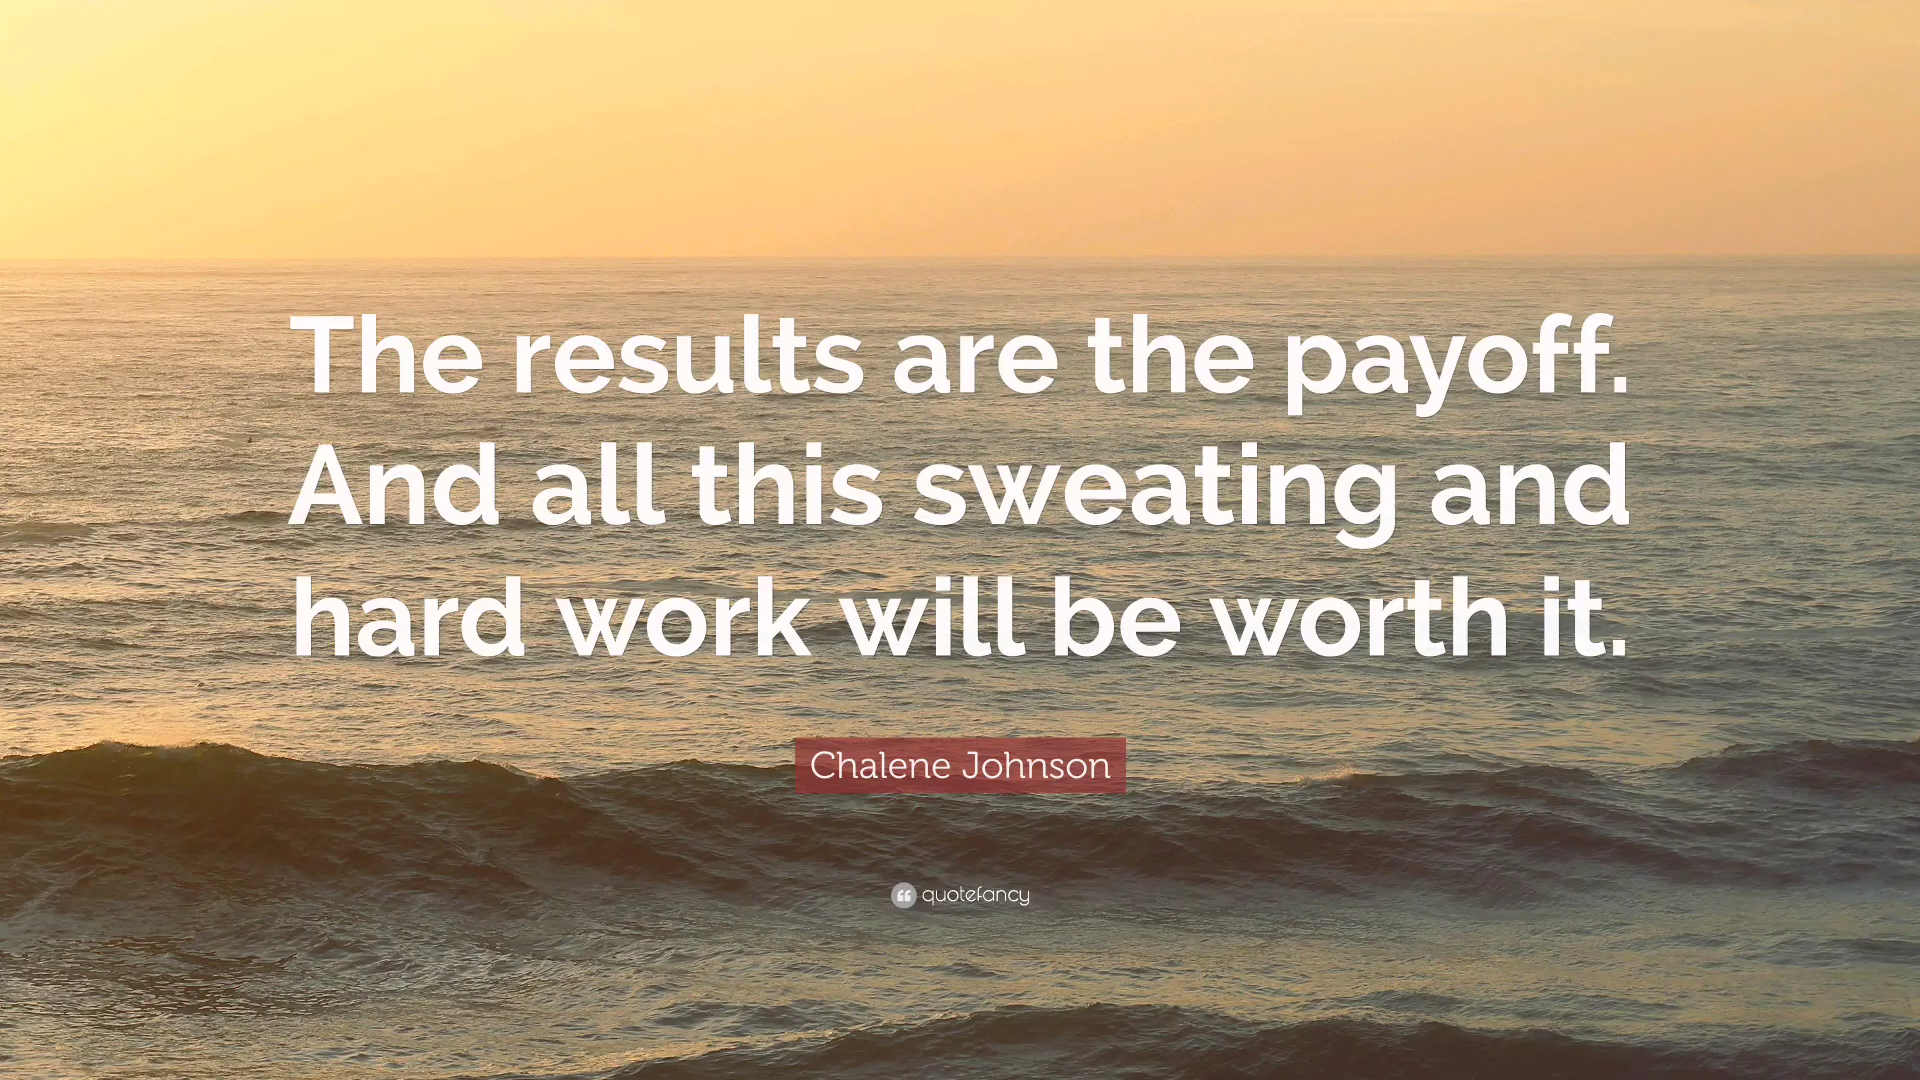 The results are the payoff.
And all this sweating and
hard work will be worth it.
Chalene Johnson
quotefancy